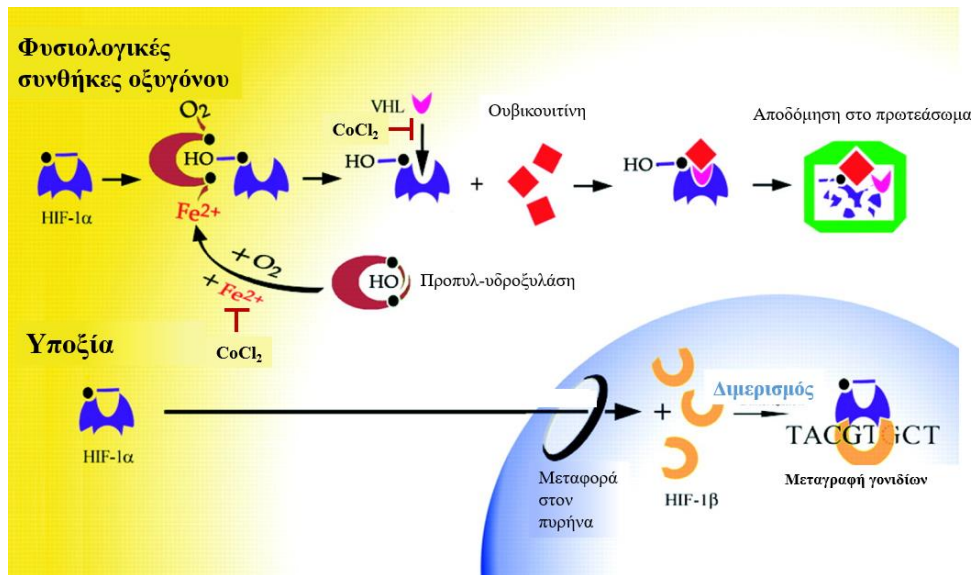 Φυσιολογικές
συνθήκες οξυγόνου
O2
HO
Fe2+
HIF-1α
VHL
CoCl2
HO
Ουβικουιτίνη
+
HO
Αποδόμηση στο πρωτεάσωμα
+ O2
+ Fe2+
CoCl2
HO
Προπυλ-υδροξυλάση
Υποξία
HIF-1α
Μεταφορά
στον
πυρήνα
+
HIF-1β
Διμερισμός
TACGTGCT
Μεταγραφή γονιδίων